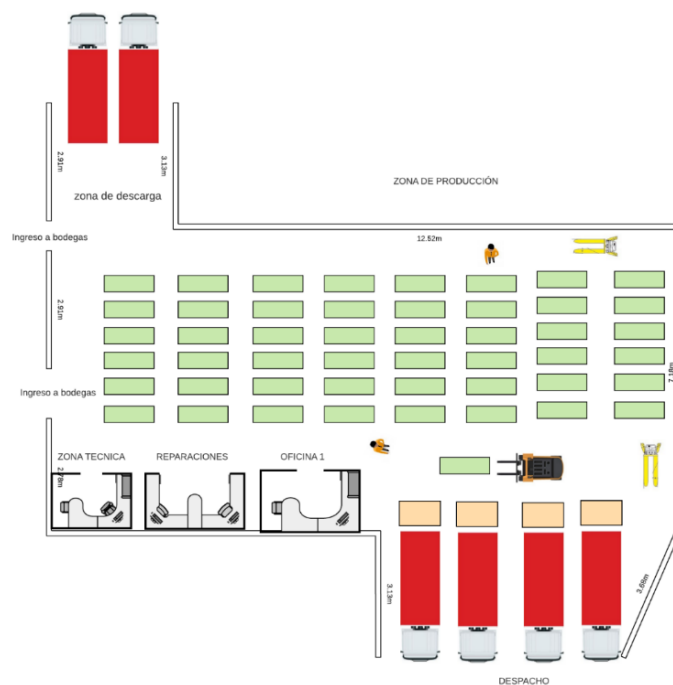 2.91m
3.13m
zona de descarga
ZONA DE PRODUCCIÓN
Ingreso a bodegas
12.52m
2.91m
7.18m
Ingreso a bodegas
ZONA TECNICA
REPARACIONES
OFICINA 1
2.78m
3.13m
3.68m
DESPACHO